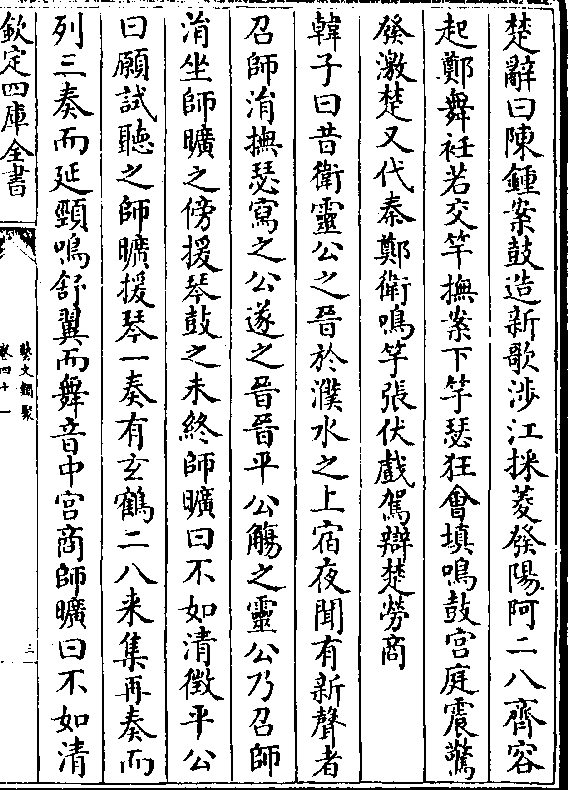 楚辭曰陳鍾案鼓造新歌渉江採菱發陽阿二八齊容
起鄭舞衽若交竿撫案下竽瑟狂會填鳴鼓宫庭震驚
發激楚又代秦鄭衛鳴竽張伏戲駕辯楚勞商
韓子曰昔衛靈公之晉於濮水之上宿夜聞有新聲者
召師涓撫瑟寫之公遂之晉晉平公觴之靈公乃召師
涓坐師曠之傍援琴鼓之未終師曠曰不如清徵平公
曰願試聽之師曠援琴一奏有玄鶴二八来集再奏而
列三奏而延頸鳴舒翼而舞音中宫商師曠曰不如清
欽定四庫全書
藝文類聚
卷四十一
三